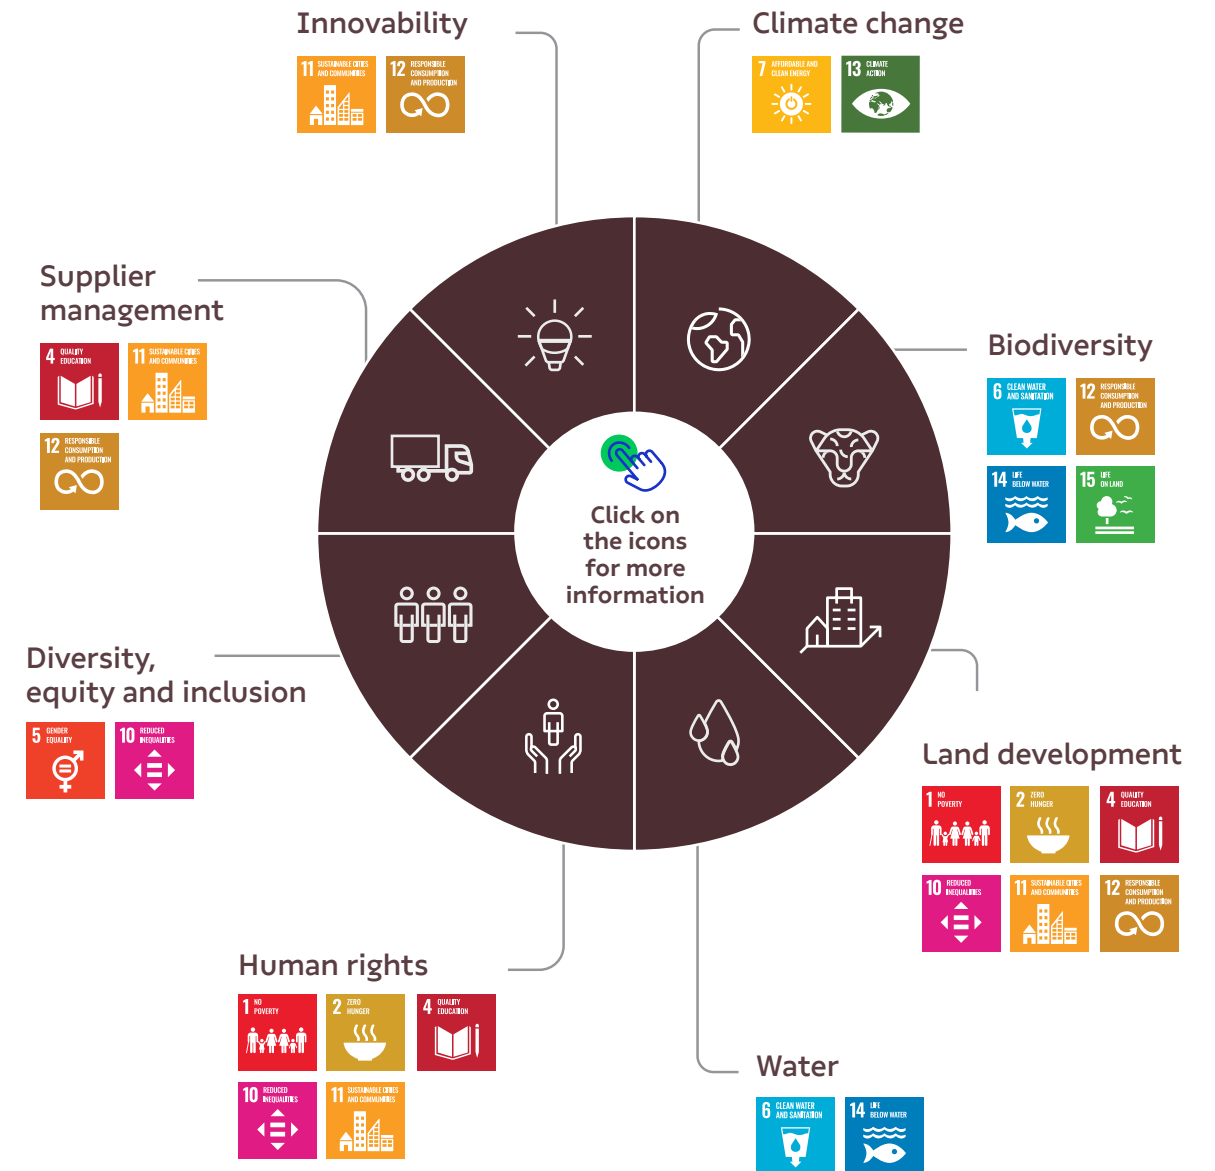 Innovability
11 SUSTAINABLE CITIES
AND COMMUNITIES
12 RESPONSIBLE
CONSUMPTION
AND PRODUCTION
Climate change
7 AFFORDABLE AND
CLEAN ENERGY
13 CLIMATE
ACTION
Supplier
management
4 QUALITY
EDUCATION
11 SUSTAINABLE CITIES
AND COMMUNITIES
12 RESPONSIBLE
CONSUMPTION
AND PRODUCTION
Biodiversity
6 CLEAN WATER
AND SANITATION
12 RESPONSIBLE
CONSUMPTION
AND PRODUCTION
14 LIFE
BELOW WATER
15 LIFE
ON LAND
Click on
the icons
for more
information
Diversity,
equity and inclusion
5 GENDER
EQUALITY
10 REDUCED
INEQUALITIES
Land development
1 NO
POVERTY
2 ZERO
HUNGER
4 QUALITY
EDUCATION
10 REDUCED
INEQUALITIES
11 SUSTAINABLE CITIES
AND COMMUNITIES
12 RESPONSIBLE
CONSUMPTION
AND PRODUCTION
Human rights
1 NO
POVERTY
2 ZERO
HUNGER
4 QUALITY
EDUCATION
10 REDUCED
INEQUALITIES
11 SUSTAINABLE CITIES
AND COMMUNITIES
Water
6 CLEAN WATER
AND SANITATION
14 LIFE
BELOW WATER